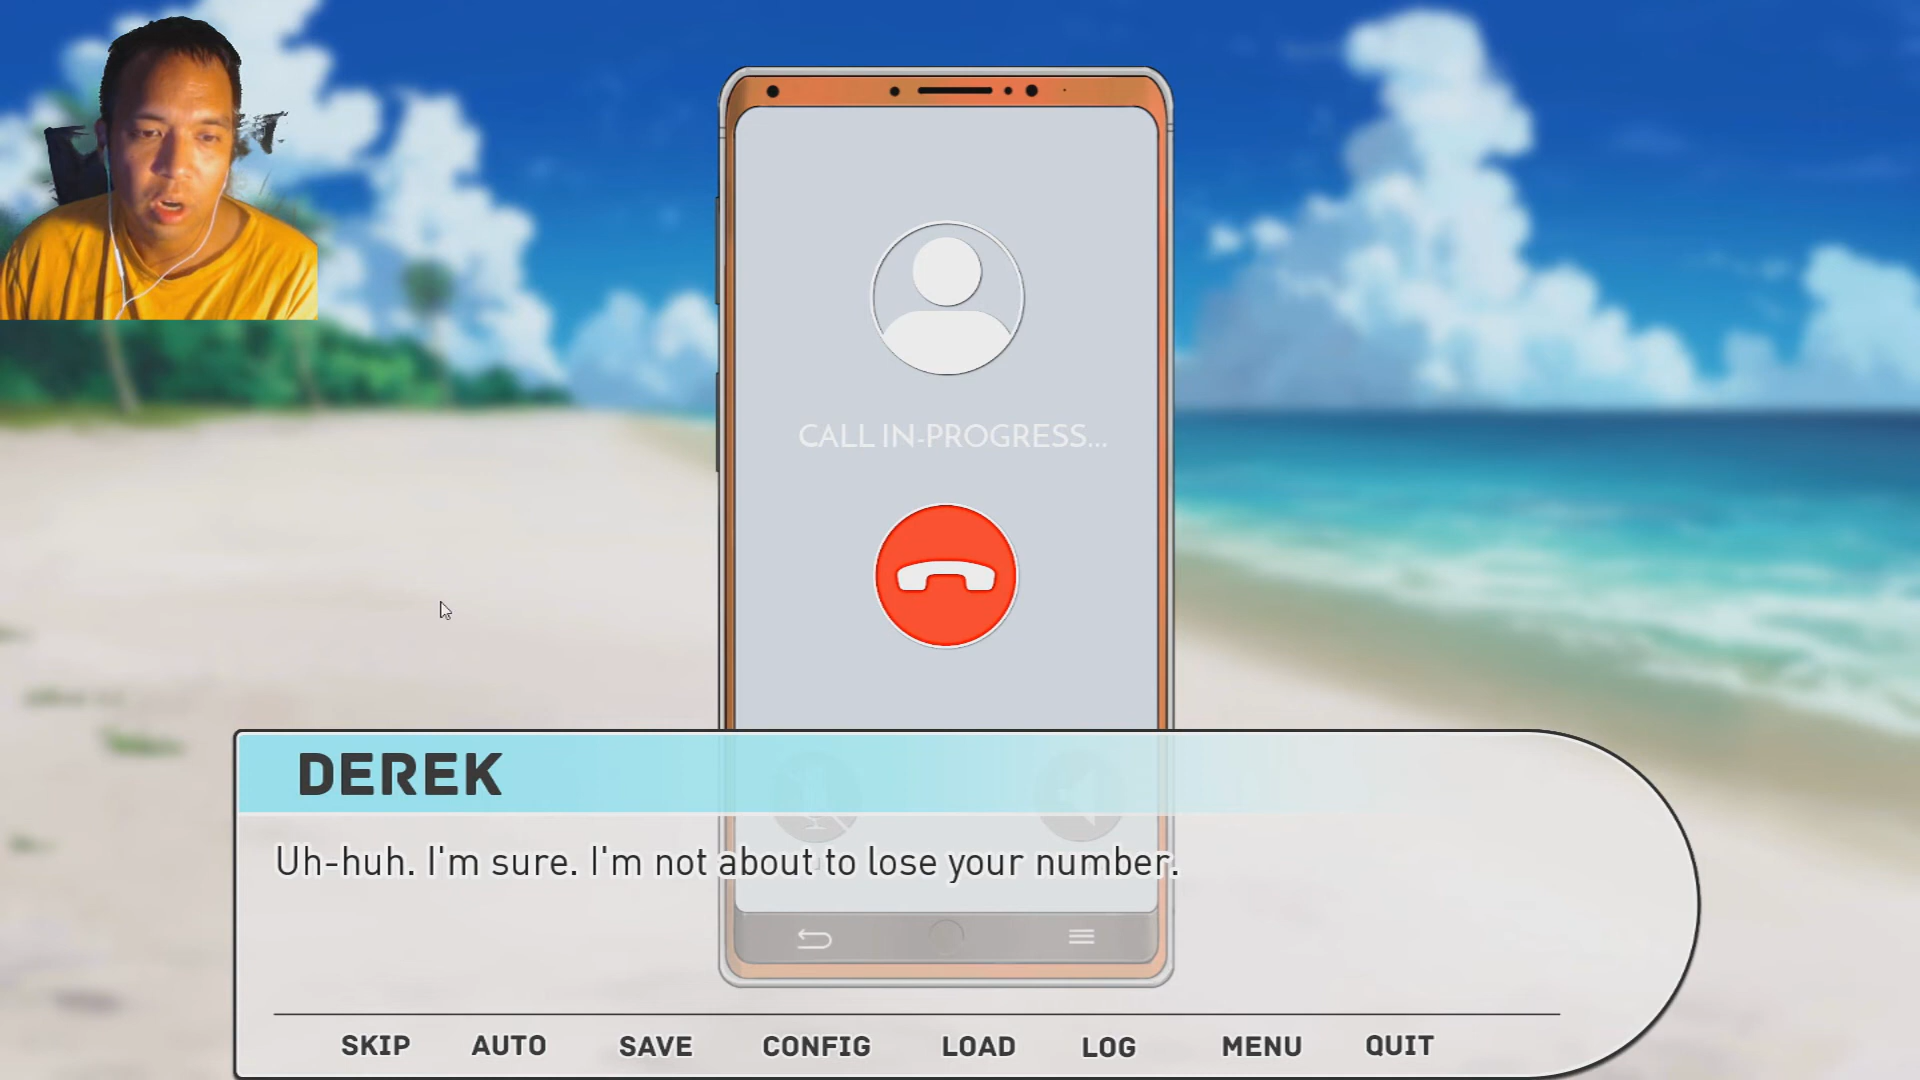 CALL IN-PROGRESS...
DEREK
Uh-huh. I'm sure. I'm not about to lose your number.
SKIP AUTO SAVE CONFIG LOAD LOG MENU QUIT